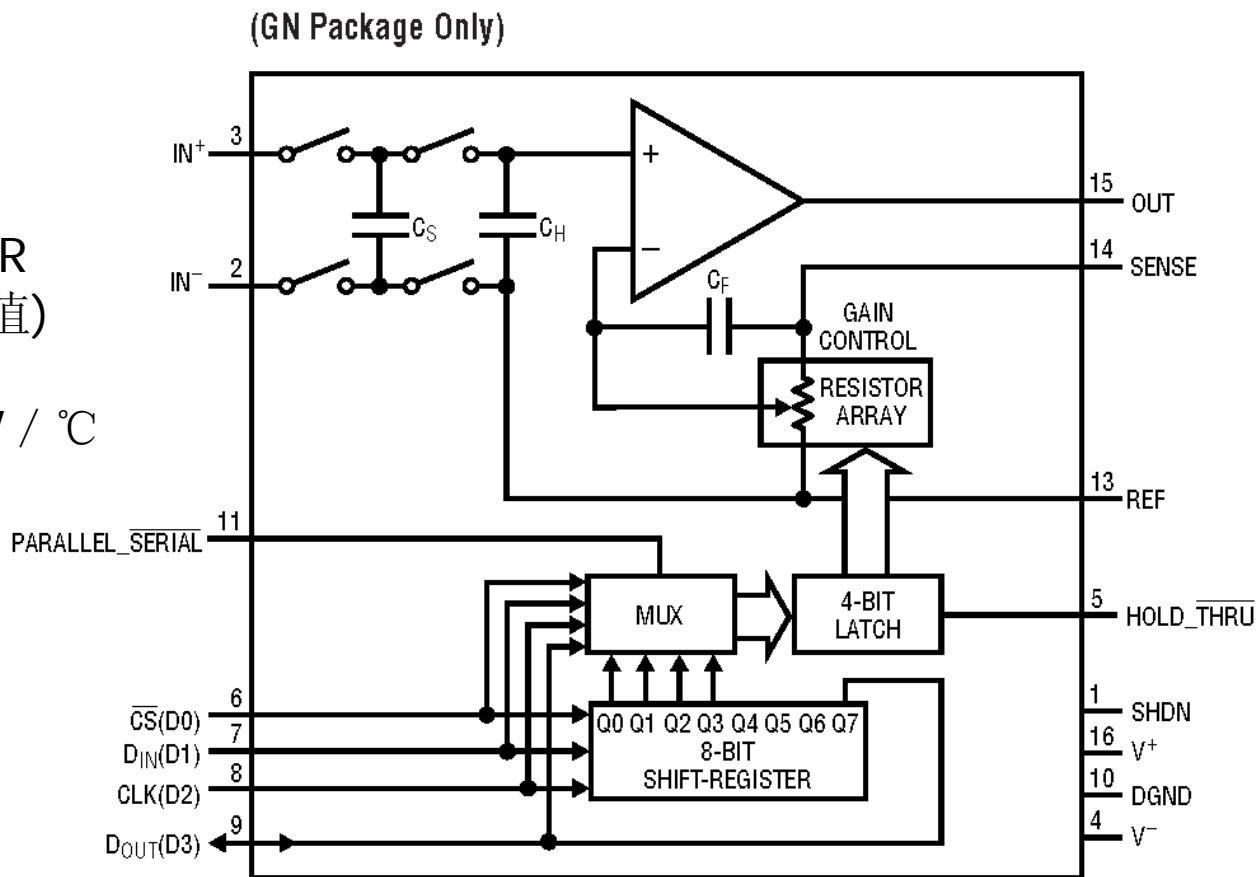 (GN Package Only)
R
值)
/ ℃
IN+ 3
IN− 2
CS
CH
+
−
CF
GAIN
CONTROL
RESISTOR
ARRAY
15 OUT
14 SENSE
13 REF
PARALLEL_SERIAL 11
MUX
4-BIT
LATCH
5 HOLD_THRU
CS(D0) 6
DIN(D1) 7
CLK(D2) 8
DOUT(D3) 9
Q0 Q1 Q2 Q3 Q4 Q5 Q6 Q7
8-BIT
SHIFT-REGISTER
1 SHDN
16 V+
10 DGND
4 V−